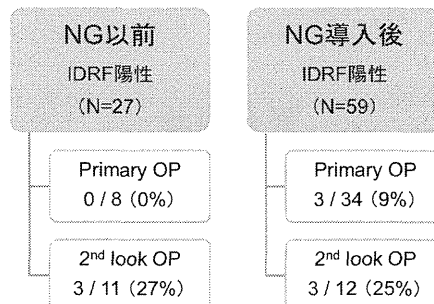 NG以前
IDRF陽性
(N=27)
Primary OP
0 / 8 (0%)
2nd look OP
3 / 11 (27%)
NG導入後
IDRF陽性
(N=59)
Primary OP
3 / 34 (9%)
2nd look OP
3 / 12 (25%)